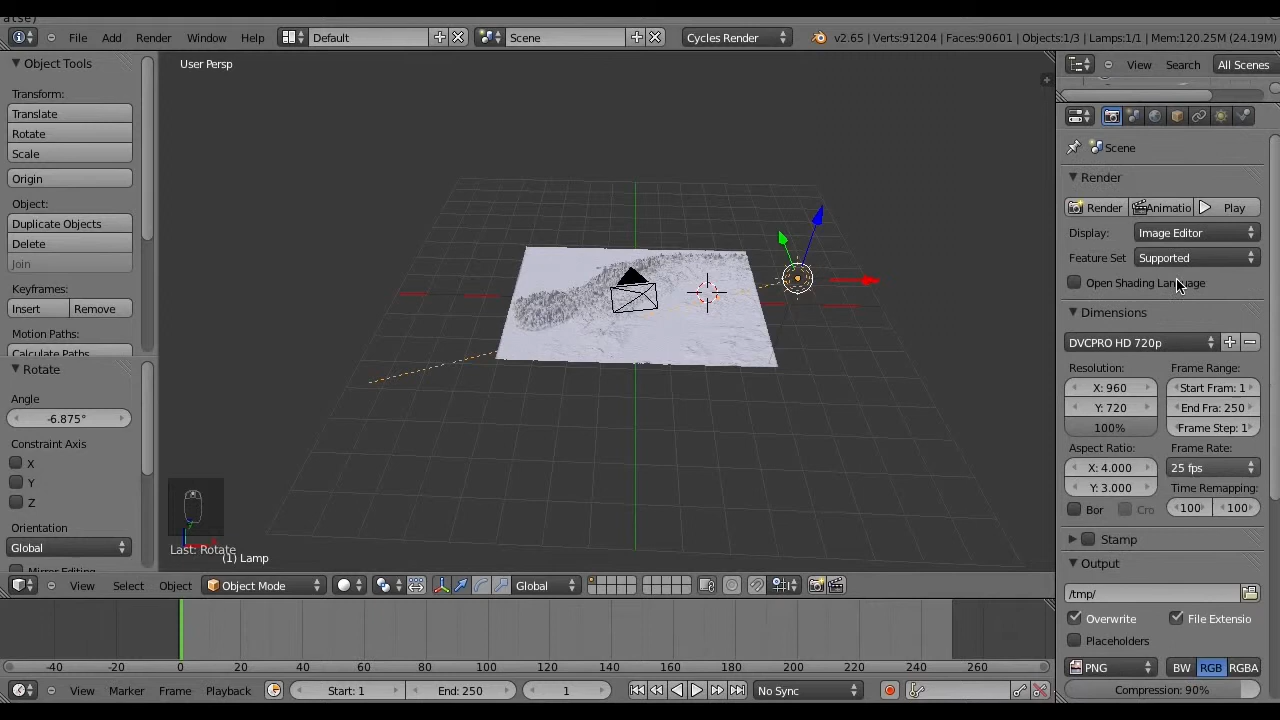 alse)
File Add Render Window Help Default Scene Cycles Render v2.65 | Verts:91204 | Faces:90601 | Objects:1/3 | Lamps:1/1 | Mem:120.25M (24.19M)
Object Tools
Transform:
Translate
Rotate
Scale
Origin
Object:
Duplicate Objects
Delete
Join
Keyframes:
Insert Remove
Motion Paths:
Calculate Paths
Rotate
Angle
-6.875°
Constraint Axis
X
Y
Z
Orientation
Global
Mirror Editing
User Persp
Last: Rotate
(1) Lamp
View Select Object Object Mode Global
-40 -20 0 20 40 60 80 100 120 140 160 180 200 220 240 260
View Marker Frame Playback Start: 1 End: 250 1 No Sync
View Search All Scenes
Scene
Render
Render Animatio Play
Display: Image Editor
Feature Set Supported
Open Shading Language
Dimensions
DVCPRO HD 720p
Resolution: Frame Range:
X: 960 Start Fram: 1
Y: 720 End Fra: 250
100% Frame Step: 1
Aspect Ratio: Frame Rate:
X: 4.000 25 fps
Y: 3.000 Time Remapping:
Bor Cro 100 100
Stamp
Output
/tmp/
Overwrite File Extensio
Placeholders
PNG BW RGB RGBA
Compression: 90%